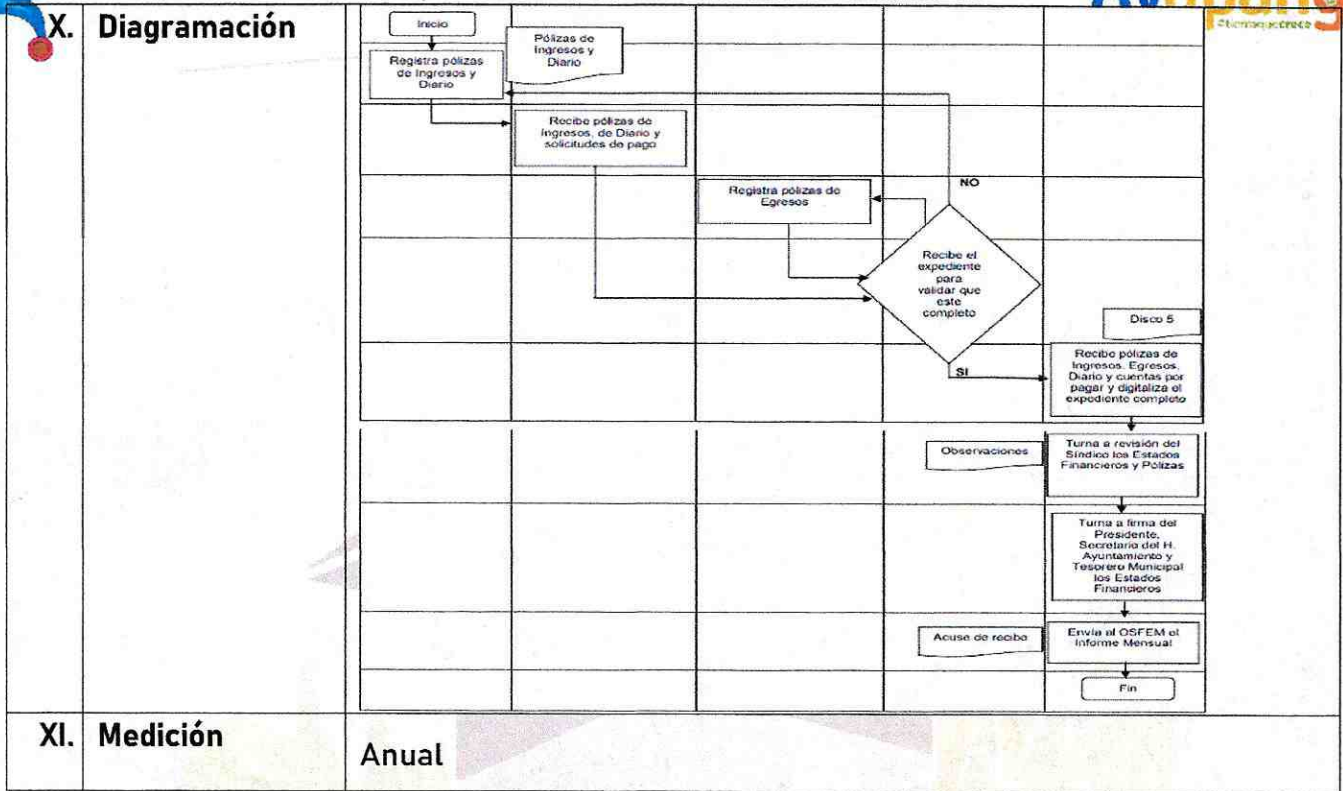 X. Diagramación
Inicio
Pólizas de
Ingresos y
Diario
Registra pólizas
de Ingresos y
Diario
Recibe pólizas de
Ingresos, de Diario y
solicitudes de pago
NO
Registra pólizas de
Egresos
Recibe el
expediente
para
validar que
este
completo
Disco 5
SI
Recibe pólizas de
Ingresos, Egresos,
Diario y cuentas por
pagar y digitaliza el
expediente completo
Observaciones
Turna a revisión del
Síndico los Estados
Financieros y Pólizas
Turna a firma del
Presidente,
Secretario del H.
Ayuntamiento y
Tesorero Municipal
los Estados
Financieros
Acuse de recibo
Envía al OSFEM el
Informe Mensual
Fin
XI. Medición
Anual